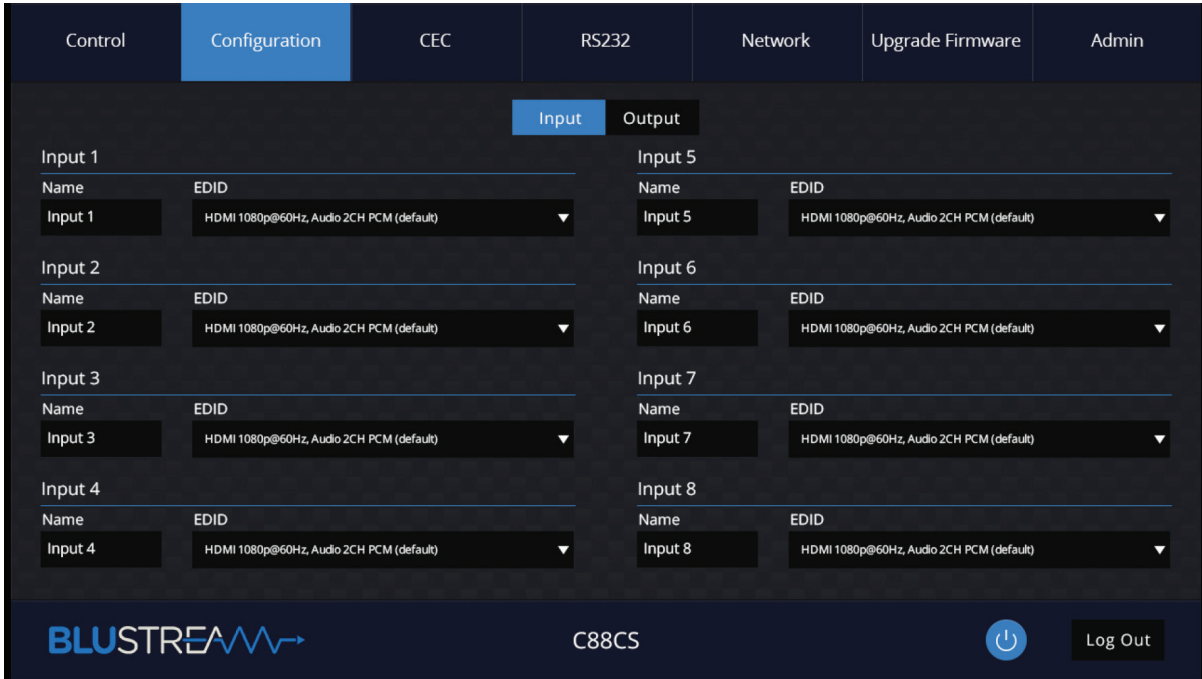 Control Configuration CEC RS232 Network Upgrade Firmware Admin
Input Output
Input 1
Name EDID
Input 1 HDMI 1080p@60Hz, Audio 2CH PCM (default)
Input 2
Name EDID
Input 2 HDMI 1080p@60Hz, Audio 2CH PCM (default)
Input 3
Name EDID
Input 3 HDMI 1080p@60Hz, Audio 2CH PCM (default)
Input 4
Name EDID
Input 4 HDMI 1080p@60Hz, Audio 2CH PCM (default)
Input 5
Name EDID
Input 5 HDMI 1080p@60Hz, Audio 2CH PCM (default)
Input 6
Name EDID
Input 6 HDMI 1080p@60Hz, Audio 2CH PCM (default)
Input 7
Name EDID
Input 7 HDMI 1080p@60Hz, Audio 2CH PCM (default)
Input 8
Name EDID
Input 8 HDMI 1080p@60Hz, Audio 2CH PCM (default)
BLUSTREAM C88CS Log Out